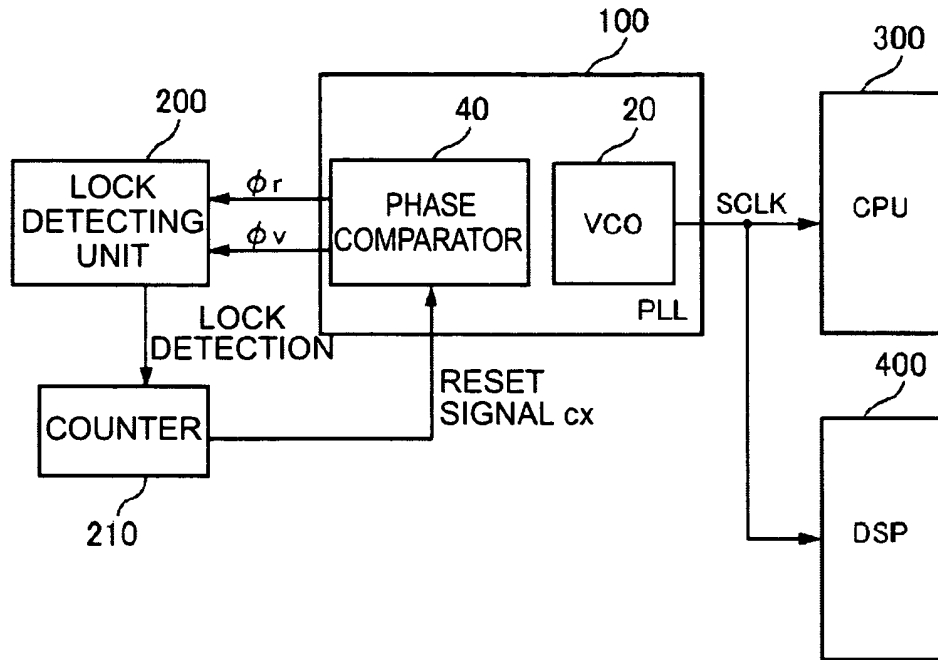 100
300
200
40
20
LOCK
DETECTING
UNIT
ϕr
ϕv
PHASE
COMPARATOR
VCO
SCLK
CPU
PLL
LOCK
DETECTION
RESET
SIGNAL cx
400
COUNTER
210
DSP